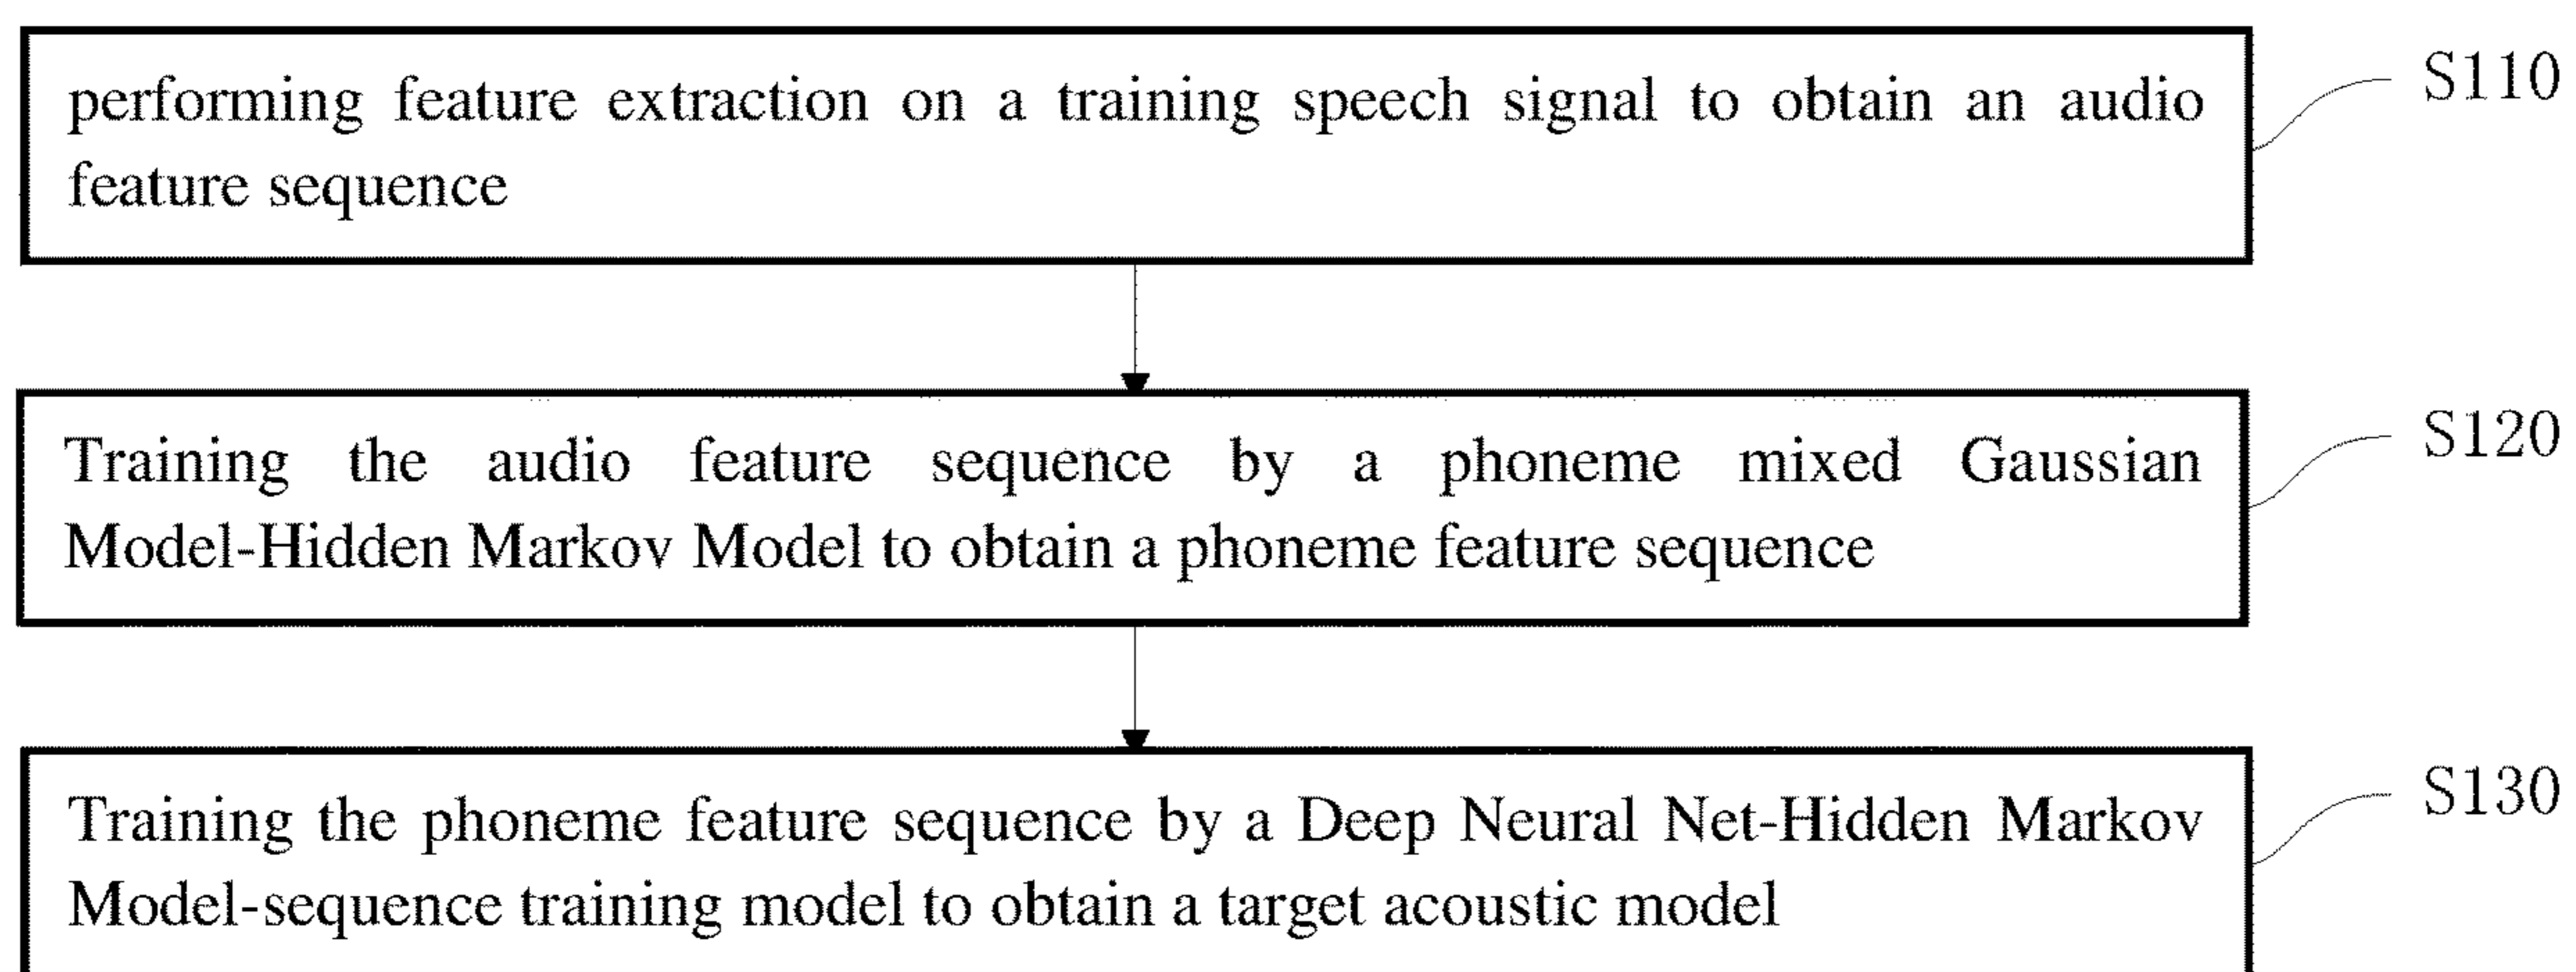 performing feature extraction on a training speech signal to obtain an audio
feature sequence
S110
Training the audio feature sequence by a phoneme mixed Gaussian
Model-Hidden Markov Model to obtain a phoneme feature sequence
S120
Training the phoneme feature sequence by a Deep Neural Net-Hidden Markov
Model-sequence training model to obtain a target acoustic model
S130